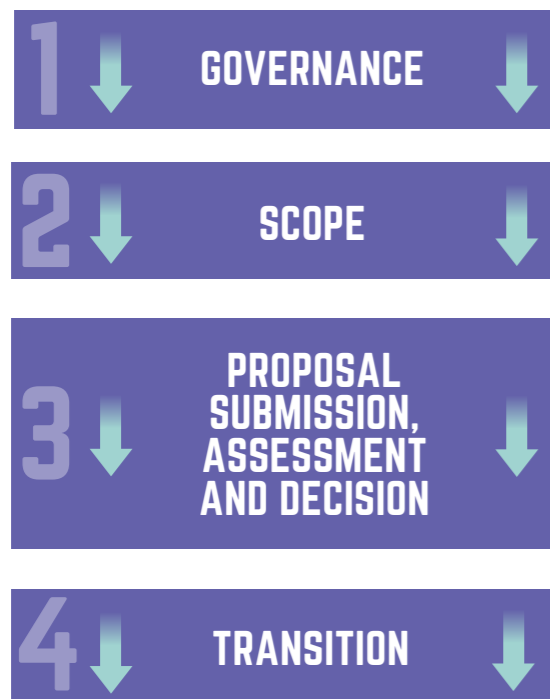 1
GOVERNANCE
2
SCOPE
3
PROPOSAL
SUBMISSION,
ASSESSMENT
AND DECISION
4
TRANSITION